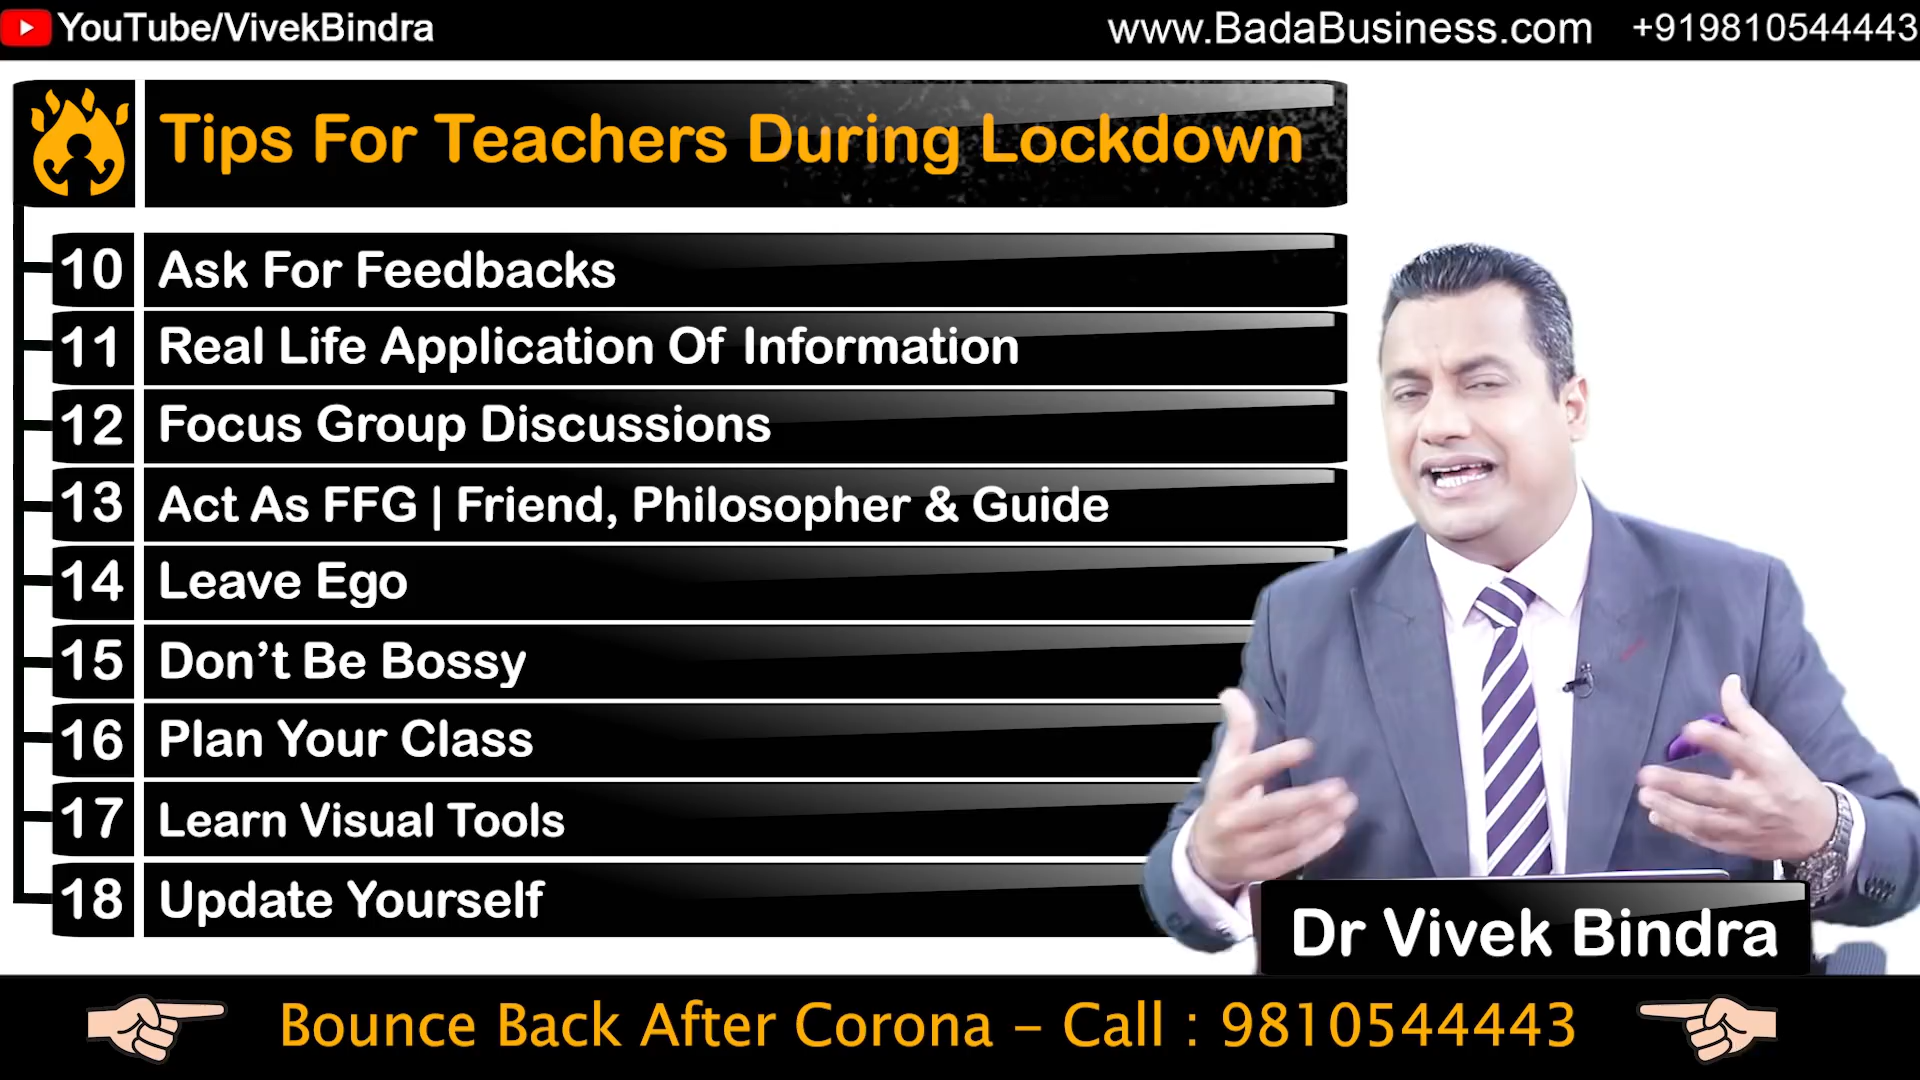 YouTube/VivekBindra
www.BadaBusiness.com +919810544443
Tips For Teachers During Lockdown
10 Ask For Feedbacks
11 Real Life Application Of Information
12 Focus Group Discussions
13 Act As FFG | Friend, Philosopher & Guide
14 Leave Ego
15 Don’t Be Bossy
16 Plan Your Class
17 Learn Visual Tools
18 Update Yourself
Dr Vivek Bindra
Bounce Back After Corona – Call : 9810544443